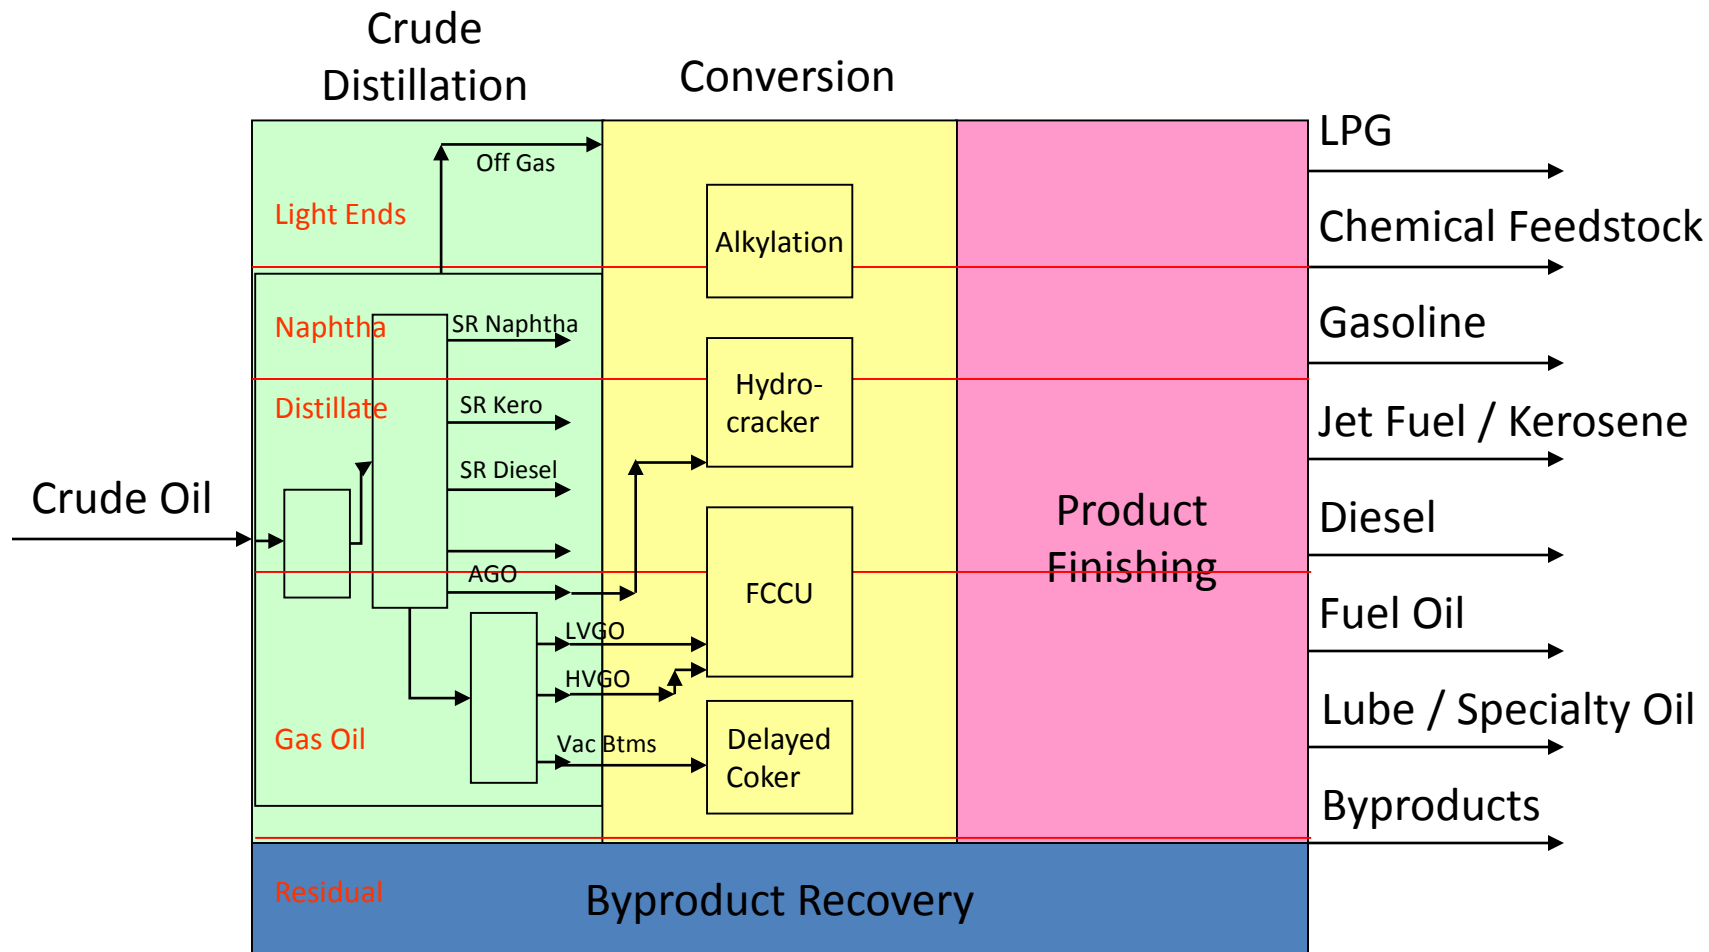 Crude
Distillation
Conversion
LPG
Off Gas
Light Ends
Chemical Feedstock
Alkylation
Naphtha
SR Naphtha
Gasoline
Hydro-
cracker
Distillate
SR Kero
Jet Fuel / Kerosene
SR Diesel
Crude Oil
Product
Finishing
Diesel
AGO
FCCU
Fuel Oil
LVGO
HVGO
Lube / Specialty Oil
Gas Oil
Vac Btms
Delayed
Coker
Byproducts
Residual
Byproduct Recovery